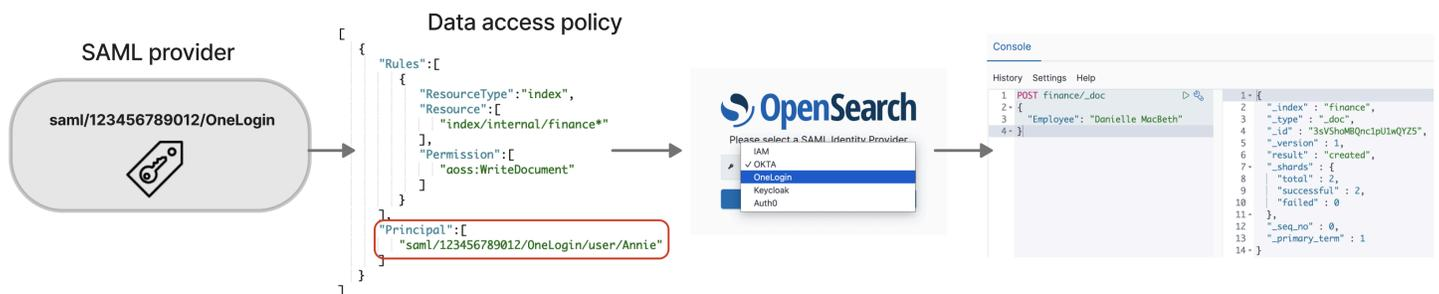 SAML provider
saml/123456789012/OneLogin
Data access policy
[
{
"Rules":[
{
"ResourceType":"index",
"Resource":[
"index/internal/finance*"
],
"Permission":[
"aoss:WriteDocument"
]
}
],
"Principal":[
"saml/123456789012/OneLogin/user/Annie"
]
}
]
OpenSearch
Please select a SAML Identity Provider
IAM
✓ OKTA
OneLogin
Keycloak
Auth0
Console
History Settings Help
1 POST finance/_doc
2 {
3 "Employee": "Danielle MacBeth"
4 }
1 {
2 "_index" : "finance",
3 "_type" : "_doc",
4 "_id" : "3sVShoMBQnc1pU1wQYZ5",
5 "_version" : 1,
6 "result" : "created",
7 "_shards" : {
8 "total" : 2,
9 "successful" : 2,
10 "failed" : 0
11 },
12 "_seq_no" : 0,
13 "_primary_term" : 1
14 }